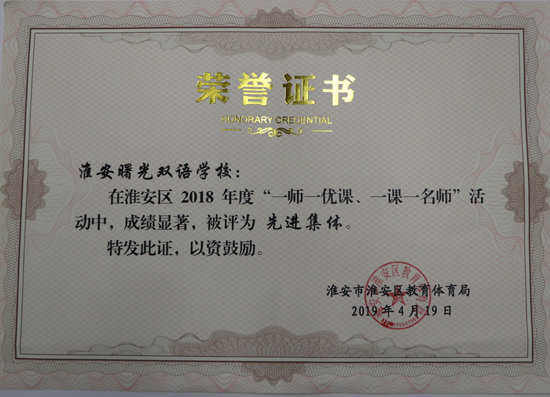 荣誉证书
HONORARY CREDENTIAL
淮安曙光双语学校：
在淮安区 2018 年度“一师一优课、一课一名师”活
动中，成绩显著，被评为 先进集体。
特发此证，以资鼓励。
淮安市淮安区教育体育局
2019 年 4 月 19 日